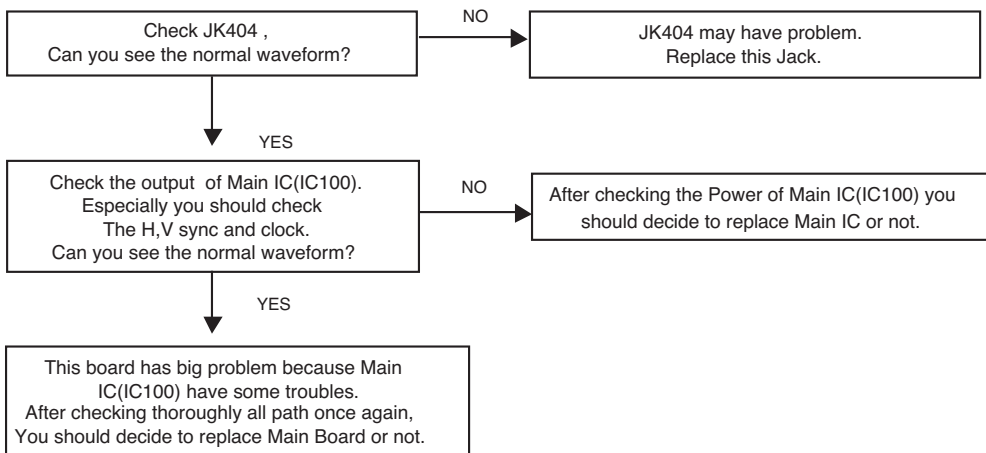 Check JK404 ,
Can you see the normal waveform?
NO
JK404 may have problem.
Replace this Jack.
YES
Check the output of Main IC(IC100).
Especially you should check
The H,V sync and clock.
Can you see the normal waveform?
NO
After checking the Power of Main IC(IC100) you
should decide to replace Main IC or not.
YES
This board has big problem because Main
IC(IC100) have some troubles.
After checking thoroughly all path once again,
You should decide to replace Main Board or not.